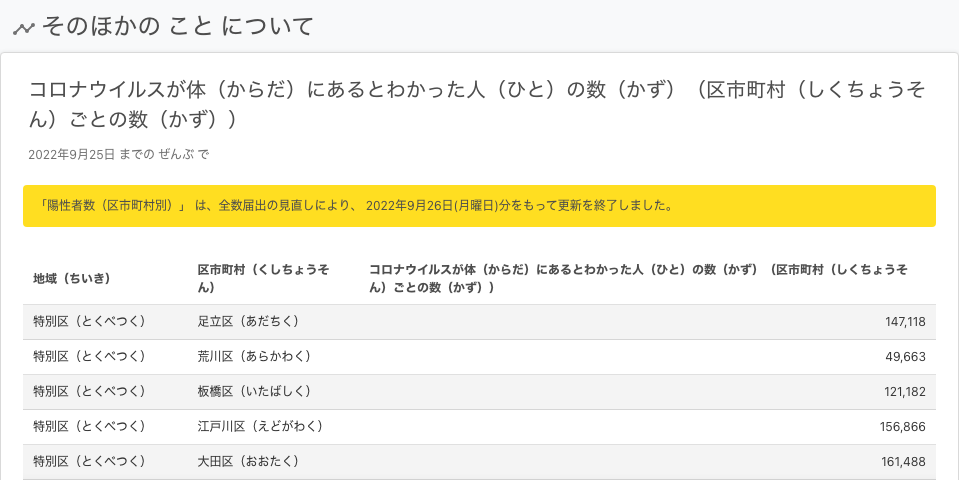 そのほかの こと について
コロナウイルスが体（からだ）にあるとわかった人（ひと）の数（かず）（区市町村（しくちょうそ
ん）ごとの数（かず））
2022年9月25日 までの ぜんぶ で
「陽性者数（区市町村別）」 は、全数届出の見直しにより、 2022年9月26日(月曜日)分をもって更新を終了しました。
地域（ちいき） 区市町村（くしちょうそん） コロナウイルスが体（からだ）にあるとわかった人（ひと）の数（かず）（区市町村（しくちょうそん）ごとの数（かず））
特別区（とくべつく） 足立区（あだちく） 147,118
特別区（とくべつく） 荒川区（あらかわく） 49,663
特別区（とくべつく） 板橋区（いたばしく） 121,182
特別区（とくべつく） 江戸川区（えどがわく） 156,866
特別区（とくべつく） 大田区（おおたく） 161,488